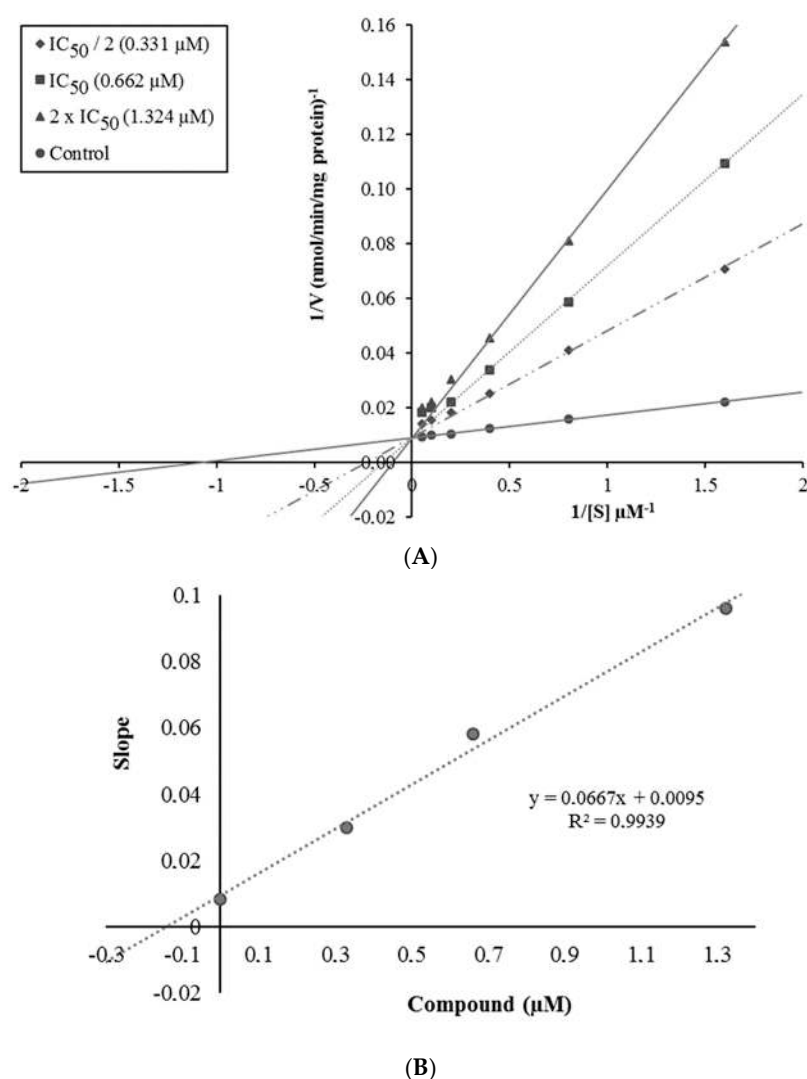 IC50 / 2 (0.331 µM)
IC50 (0.662 µM)
2 x IC50 (1.324 µM)
Control
1/V (nmol/min/mg protein)-1
0.16
0.14
0.12
0.10
0.08
0.06
0.04
0.02
0.00
-0.02
-2
-1.5
-1
-0.5
0
0.5
1
1.5
2
1/[S] µM-1
(A)
Slope
0.1
0.08
0.06
0.04
0.02
0
-0.02
y = 0.0667x + 0.0095
R² = 0.9939
-0.3
-0.1
0.1
0.3
0.5
0.7
0.9
1.1
1.3
Compound (µM)
(B)